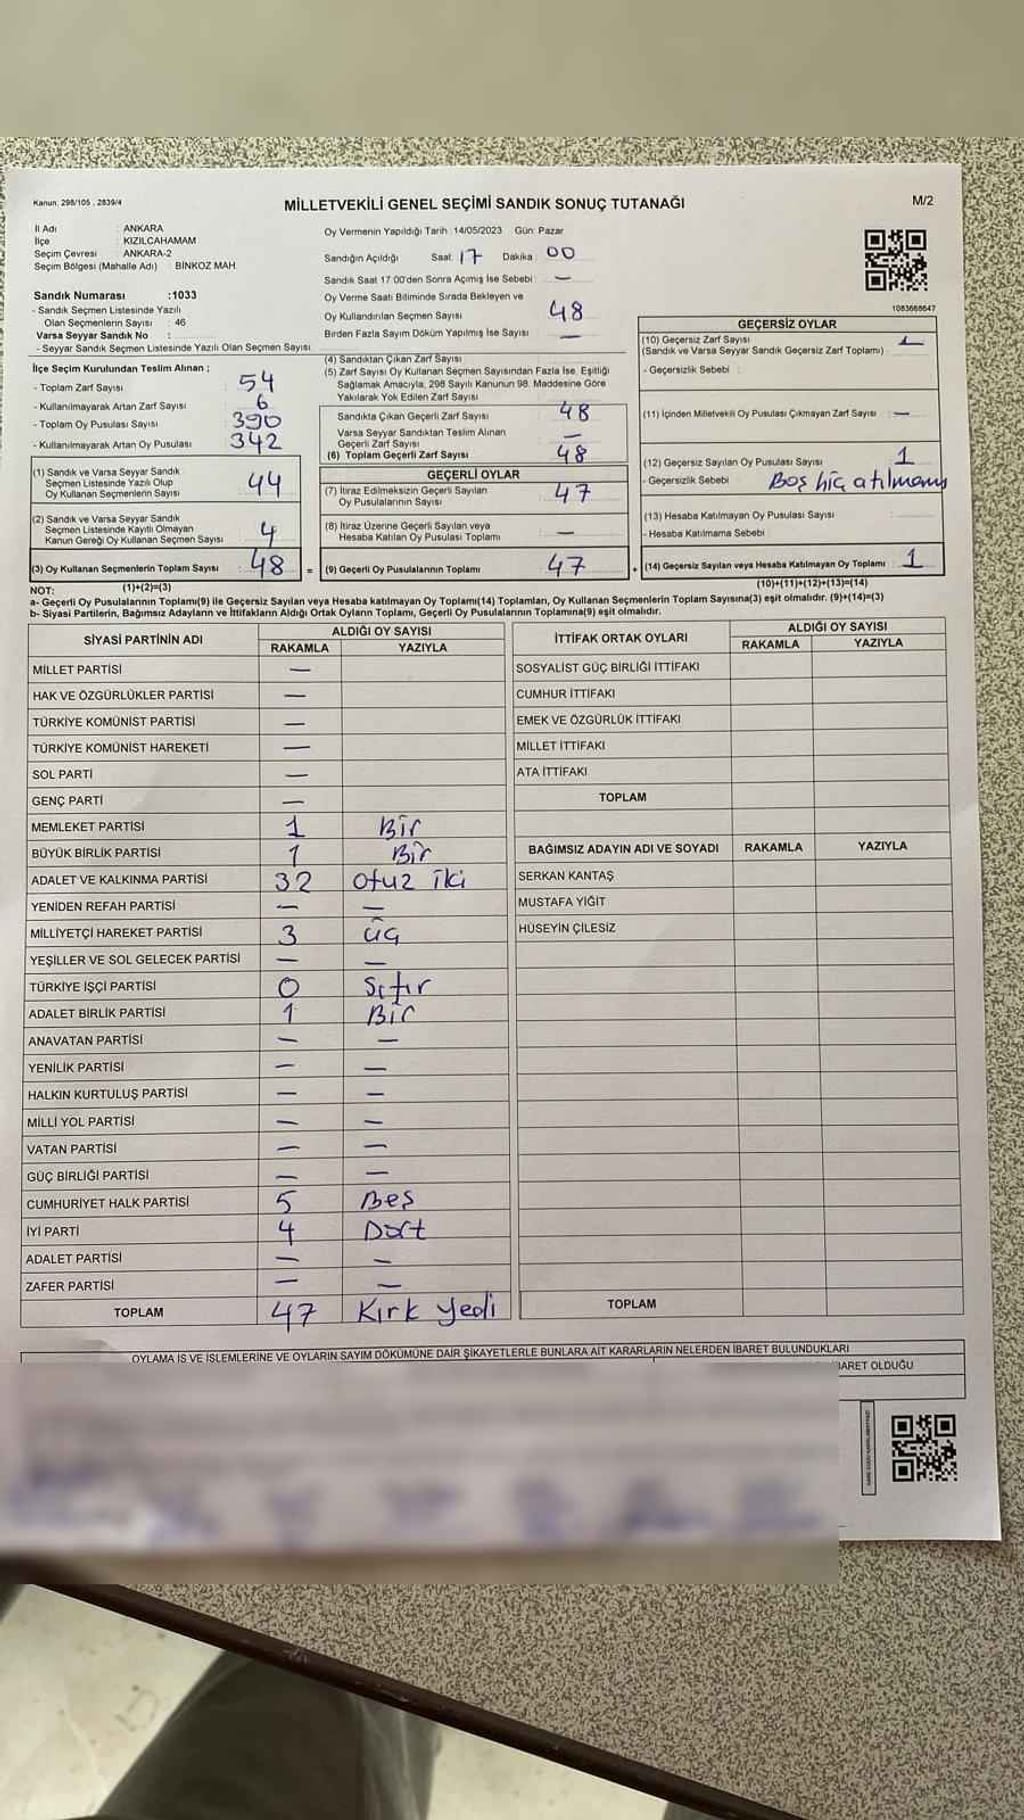 Kanun: 298/105 , 2839/4
MİLLETVEKİLİ GENEL SEÇİMİ SANDIK SONUÇ TUTANAĞI
M/2
İl Adı : ANKARA
İlçe : KIZILCAHAMAM
Seçim Çevresi : ANKARA-2
Seçim Bölgesi (Mahalle Adı) : BİNKOZ MAH
Sandık Numarası :1033
- Sandık Seçmen Listesinde Yazılı
Olan Seçmenlerin Sayısı : 46
Varsa Seyyar Sandık No :
- Seyyar Sandık Seçmen Listesinde Yazılı Olan Seçmen Sayısı
İlçe Seçim Kurulundan Teslim Alınan ;
- Toplam Zarf Sayısı 54
- Kullanılmayarak Artan Zarf Sayısı 6
- Toplam Oy Pusulası Sayısı 390
- Kullanılmayarak Artan Oy Pusulası 342
(1) Sandık ve Varsa Seyyar Sandık
Seçmen Listesinde Yazılı Olup
Oy Kullanan Seçmenlerin Sayısı 44
(2) Sandık ve Varsa Seyyar Sandık
Seçmen Listesinde Kayıtlı Olmayan
Kanun Gereği Oy Kullanan Seçmen Sayısı 4
(3) Oy Kullanan Seçmenlerin Toplam Sayısı 48 =
Oy Vermenin Yapıldığı Tarih :14/05/2023 Gün: Pazar
Sandığın Açıldığı Saat: 17 Dakika : 00
Sandık Saat 17:00'den Sonra Açımış İse Sebebi : —
Oy Verme Saati Bitiminde Sırada Bekleyen ve
Oy Kullandırılan Seçmen Sayısı : 48
Birden Fazla Sayım Döküm Yapılmış İse Sayısı : —
(4) Sandıktan Çıkan Zarf Sayısı
(5) Zarf Sayısı Oy Kullanan Seçmen Sayısından Fazla İse, Eşitliği
Sağlamak Amacıyla, 298 Sayılı Kanunun 98. Maddesine Göre
Yakılarak Yok Edilen Zarf Sayısı
Sandıkta Çıkan Geçerli Zarf Sayısı 48
Varsa Seyyar Sandıktan Teslim Alınan
Geçerli Zarf Sayısı —
(6) Toplam Geçerli Zarf Sayısı 48
GEÇERLİ OYLAR
(7) İtiraz Edilmeksizin Geçerli Sayılan
Oy Pusulalarının Sayısı 47
(8) İtiraz Üzerine Geçerli Sayılan veya
Hesaba Katılan Oy Pusulası Toplamı —
(9) Geçerli Oy Pusulalarının Toplamı 47 +
1083668647
GEÇERSİZ OYLAR
(10) Geçersiz Zarf Sayısı 1
(Sandık ve Varsa Seyyar Sandık Geçersiz Zarf Toplamı)
- Geçersizlik Sebebi :
(11) İçinden Milletvekili Oy Pusulası Çıkmayan Zarf Sayısı —
(12) Geçersiz Sayılan Oy Pusulası Sayısı 1
- Geçersizlik Sebebi : Boş hiç atılmamış
(13) Hesaba Katılmayan Oy Pusulası Sayısı
- Hesaba Katılmama Sebebi :
(14) Geçersiz Sayılan veya Hesaba Katılmayan Oy Toplamı 1
NOT: (1)+(2)=(3) (10)+(11)+(12)+(13)=(14)
a- Geçerli Oy Pusulalarının Toplamı(9) ile Geçersiz Sayılan veya Hesaba katılmayan Oy Toplamı(14) Toplamları, Oy Kullanan Seçmenlerin Toplam Sayısına(3) eşit olmalıdır. (9)+(14)=(3)
b- Siyasi Partilerin, Bağımsız Adayların ve İttifakların Aldığı Ortak Oyların Toplamı, Geçerli Oy Pusulalarının Toplamına(9) eşit olmalıdır.
SİYASİ PARTİNİN ADI ALDIĞI OY SAYISI
RAKAMLA YAZIYLA
MİLLET PARTİSİ —
HAK VE ÖZGÜRLÜKLER PARTİSİ —
TÜRKİYE KOMÜNİST PARTİSİ —
TÜRKİYE KOMÜNİST HAREKETİ —
SOL PARTİ —
GENÇ PARTİ —
MEMLEKET PARTİSİ 1 Bir
BÜYÜK BİRLİK PARTİSİ 1 Bir
ADALET VE KALKINMA PARTİSİ 32 otuz iki
YENİDEN REFAH PARTİSİ — —
MİLLİYETÇİ HAREKET PARTİSİ 3 üç
YEŞİLLER VE SOL GELECEK PARTİSİ — —
TÜRKİYE İŞÇİ PARTİSİ 0 Sıfır
ADALET BİRLİK PARTİSİ 1 Bir
ANAVATAN PARTİSİ — —
YENİLİK PARTİSİ — —
HALKIN KURTULUŞ PARTİSİ — —
MİLLİ YOL PARTİSİ — —
VATAN PARTİSİ — —
GÜÇ BİRLİĞİ PARTİSİ — —
CUMHURİYET HALK PARTİSİ 5 Beş
İYİ PARTİ 4 Dört
ADALET PARTİSİ — —
ZAFER PARTİSİ — —
TOPLAM 47 Kırk Yedi
İTTİFAK ORTAK OYLARI ALDIĞI OY SAYISI
RAKAMLA YAZIYLA
SOSYALİST GÜÇ BİRLİĞİ İTTİFAKI
CUMHUR İTTİFAKI
EMEK VE ÖZGÜRLÜK İTTİFAKI
MİLLET İTTİFAKI
ATA İTTİFAKI
TOPLAM
BAĞIMSIZ ADAYIN ADI VE SOYADI RAKAMLA YAZIYLA
SERKAN KANTAŞ
MUSTAFA YİĞİT
HÜSEYİN ÇİLESİZ
TOPLAM
OYLAMA İŞ VE İŞLEMLERİNE VE OYLARIN SAYIM DÖKÜMÜNE DAİR ŞİKAYETLERLE BUNLARA AİT KARARLARIN NELERDEN İBARET BULUNDUKLARI
BARET OLDUĞU